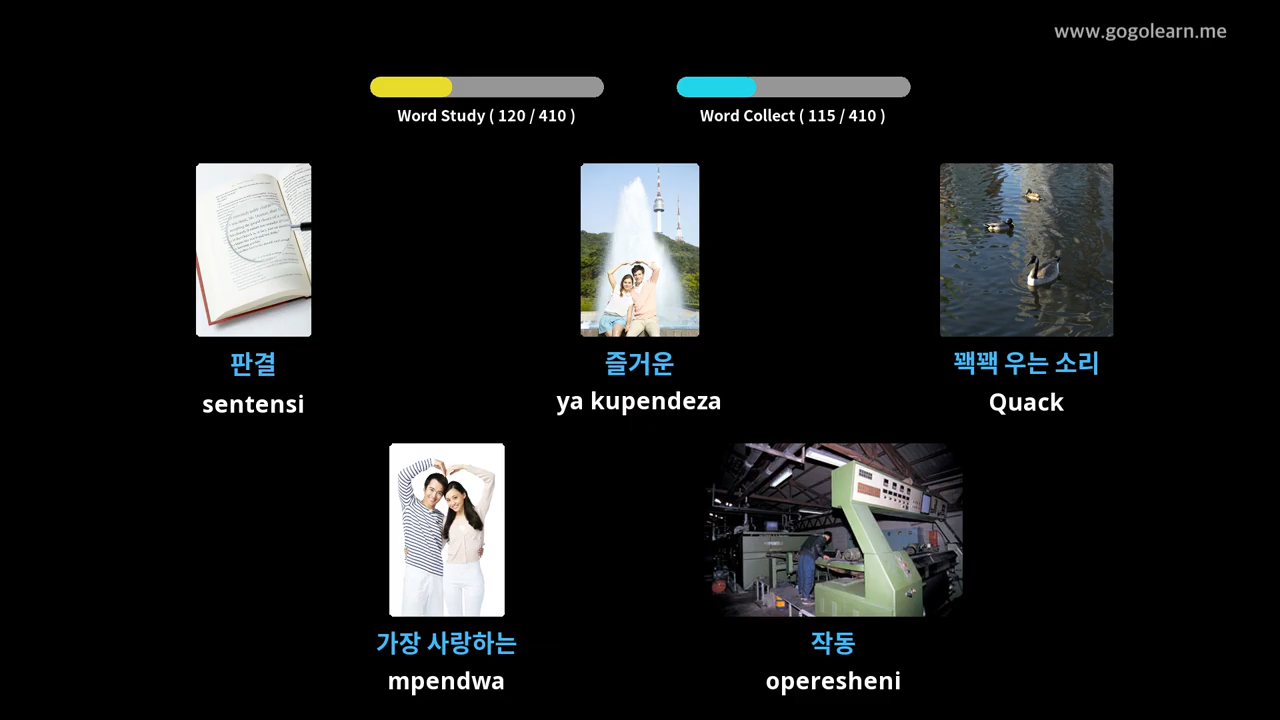 www.gogolearn.me
Word Study ( 120 / 410 )
Word Collect ( 115 / 410 )
판결
즐거운
꽥꽥 우는 소리
sentensi
ya kupendeza
Quack
가장 사랑하는
작동
mpendwa
operesheni